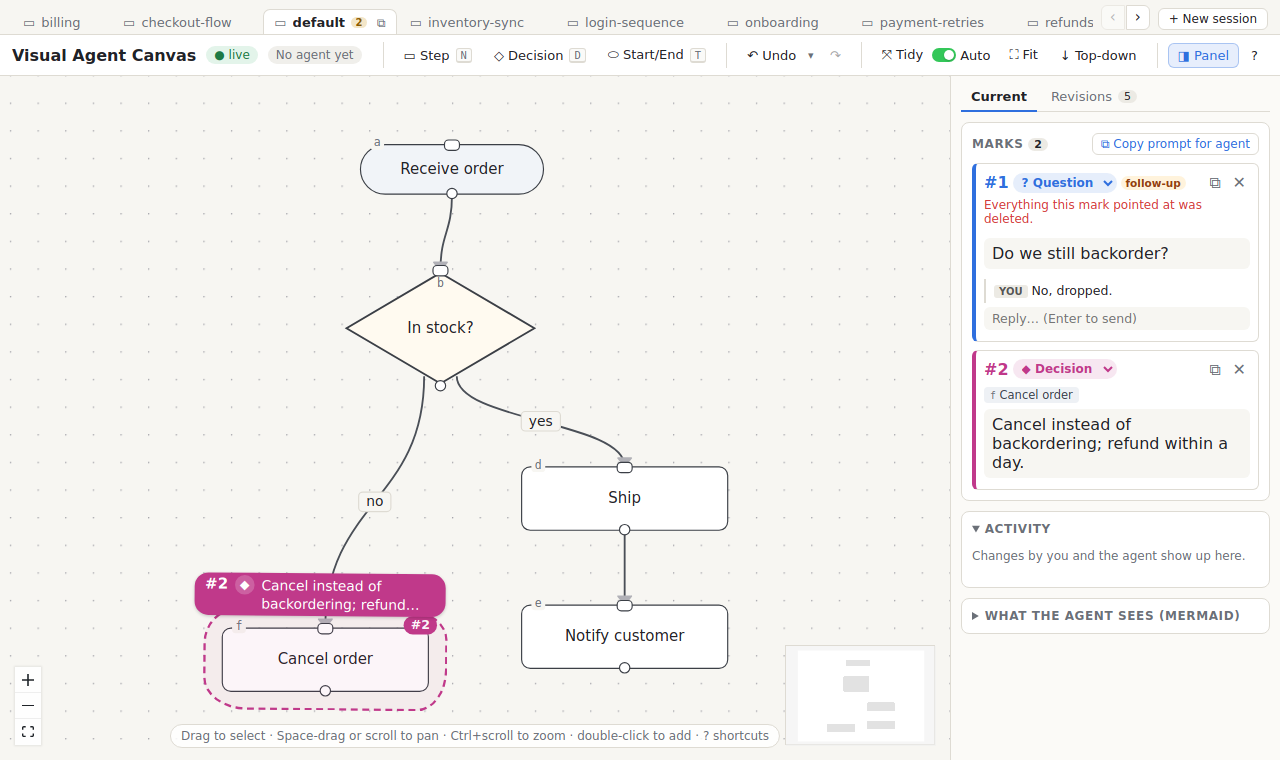 billing
checkout-flow
default 2
inventory-sync
login-sequence
onboarding
payment-retries
refunds
+ New session
Visual Agent Canvas
live
No agent yet
Step N
Decision D
Start/End T
Undo
Tidy
Auto
Fit
Top-down
Panel
?
a
Receive order
b
In stock?
yes
no
d
Ship
e
Notify customer
#2 Cancel instead of
backordering; refund…
#2
f
Cancel order
Drag to select · Space-drag or scroll to pan · Ctrl+scroll to zoom · double-click to add · ? shortcuts
Current
Revisions 5
MARKS 2
Copy prompt for agent
#1 ? Question follow-up
Everything this mark pointed at was
deleted.
Do we still backorder?
YOU No, dropped.
Reply… (Enter to send)
#2 Decision
f Cancel order
Cancel instead of
backordering; refund within a
day.
ACTIVITY
Changes by you and the agent show up here.
WHAT THE AGENT SEES (MERMAID)